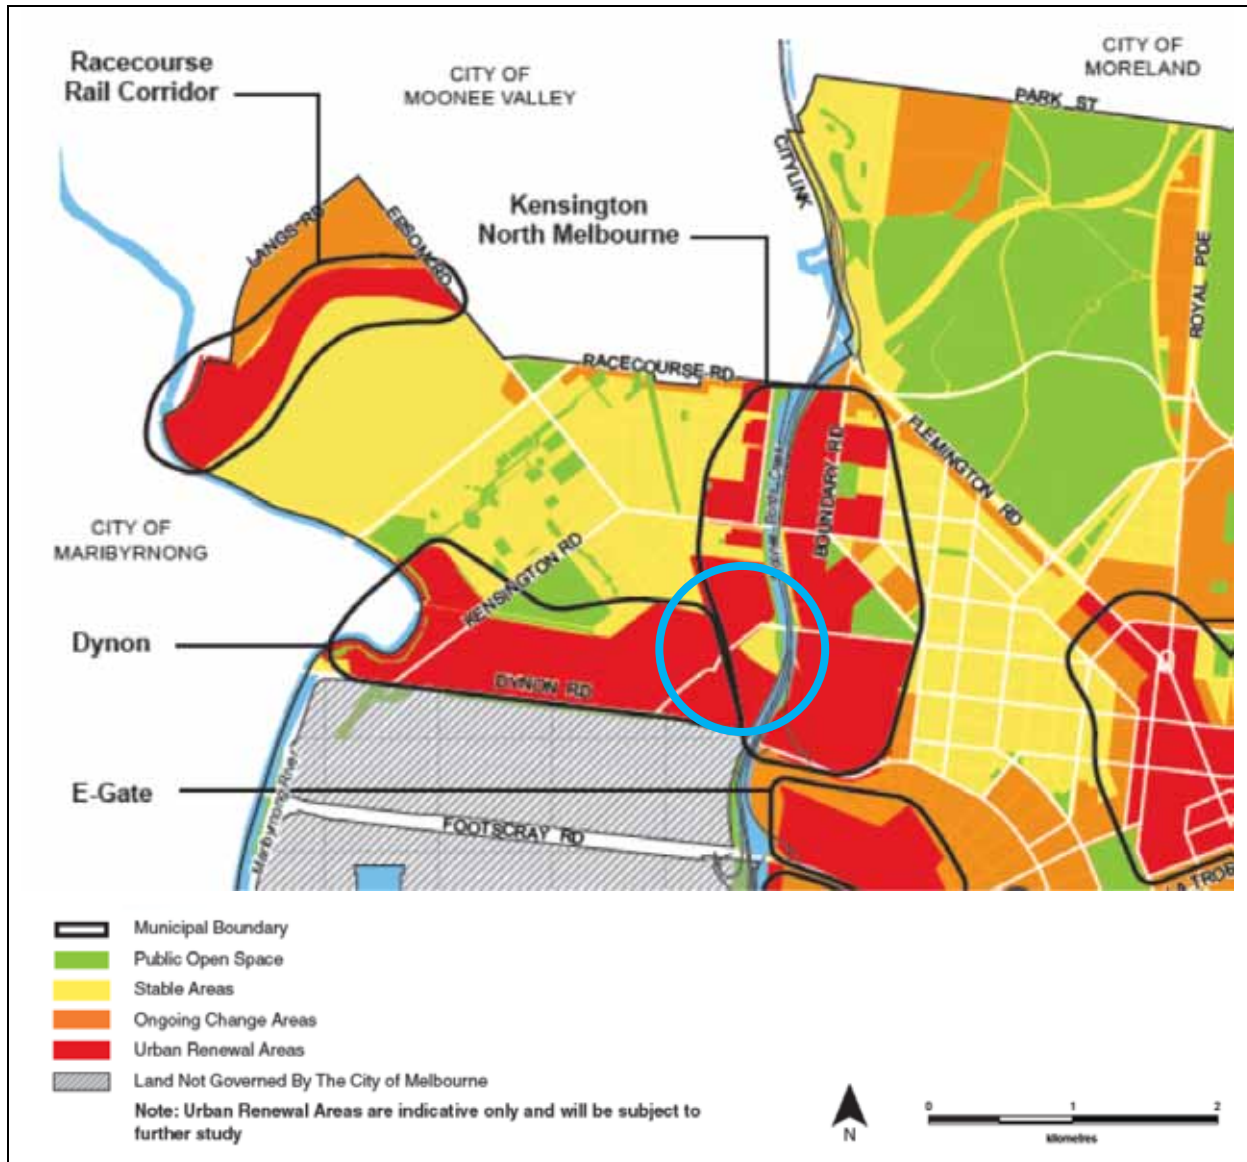 Racecourse
Rail Corridor
CITY OF
MOONEE VALLEY
CITY OF
MORELAND
PARK ST
CITYLINK
Kensington
North Melbourne
LANGS RD
EPSOM RD
ROYAL PDE
RACECOURSE RD
FLEMINGTON RD
BOUNDARY RD
CITY OF
MARIBYRNONG
KENSINGTON RD
Dynon
DYNON RD
E-Gate
Maribyrnong River
FOOTSCRAY RD
Municipal Boundary
Public Open Space
Stable Areas
Ongoing Change Areas
Urban Renewal Areas
Land Not Governed By The City of Melbourne
Note: Urban Renewal Areas are indicative only and will be subject to
further study
N
0 1 2
kilometres